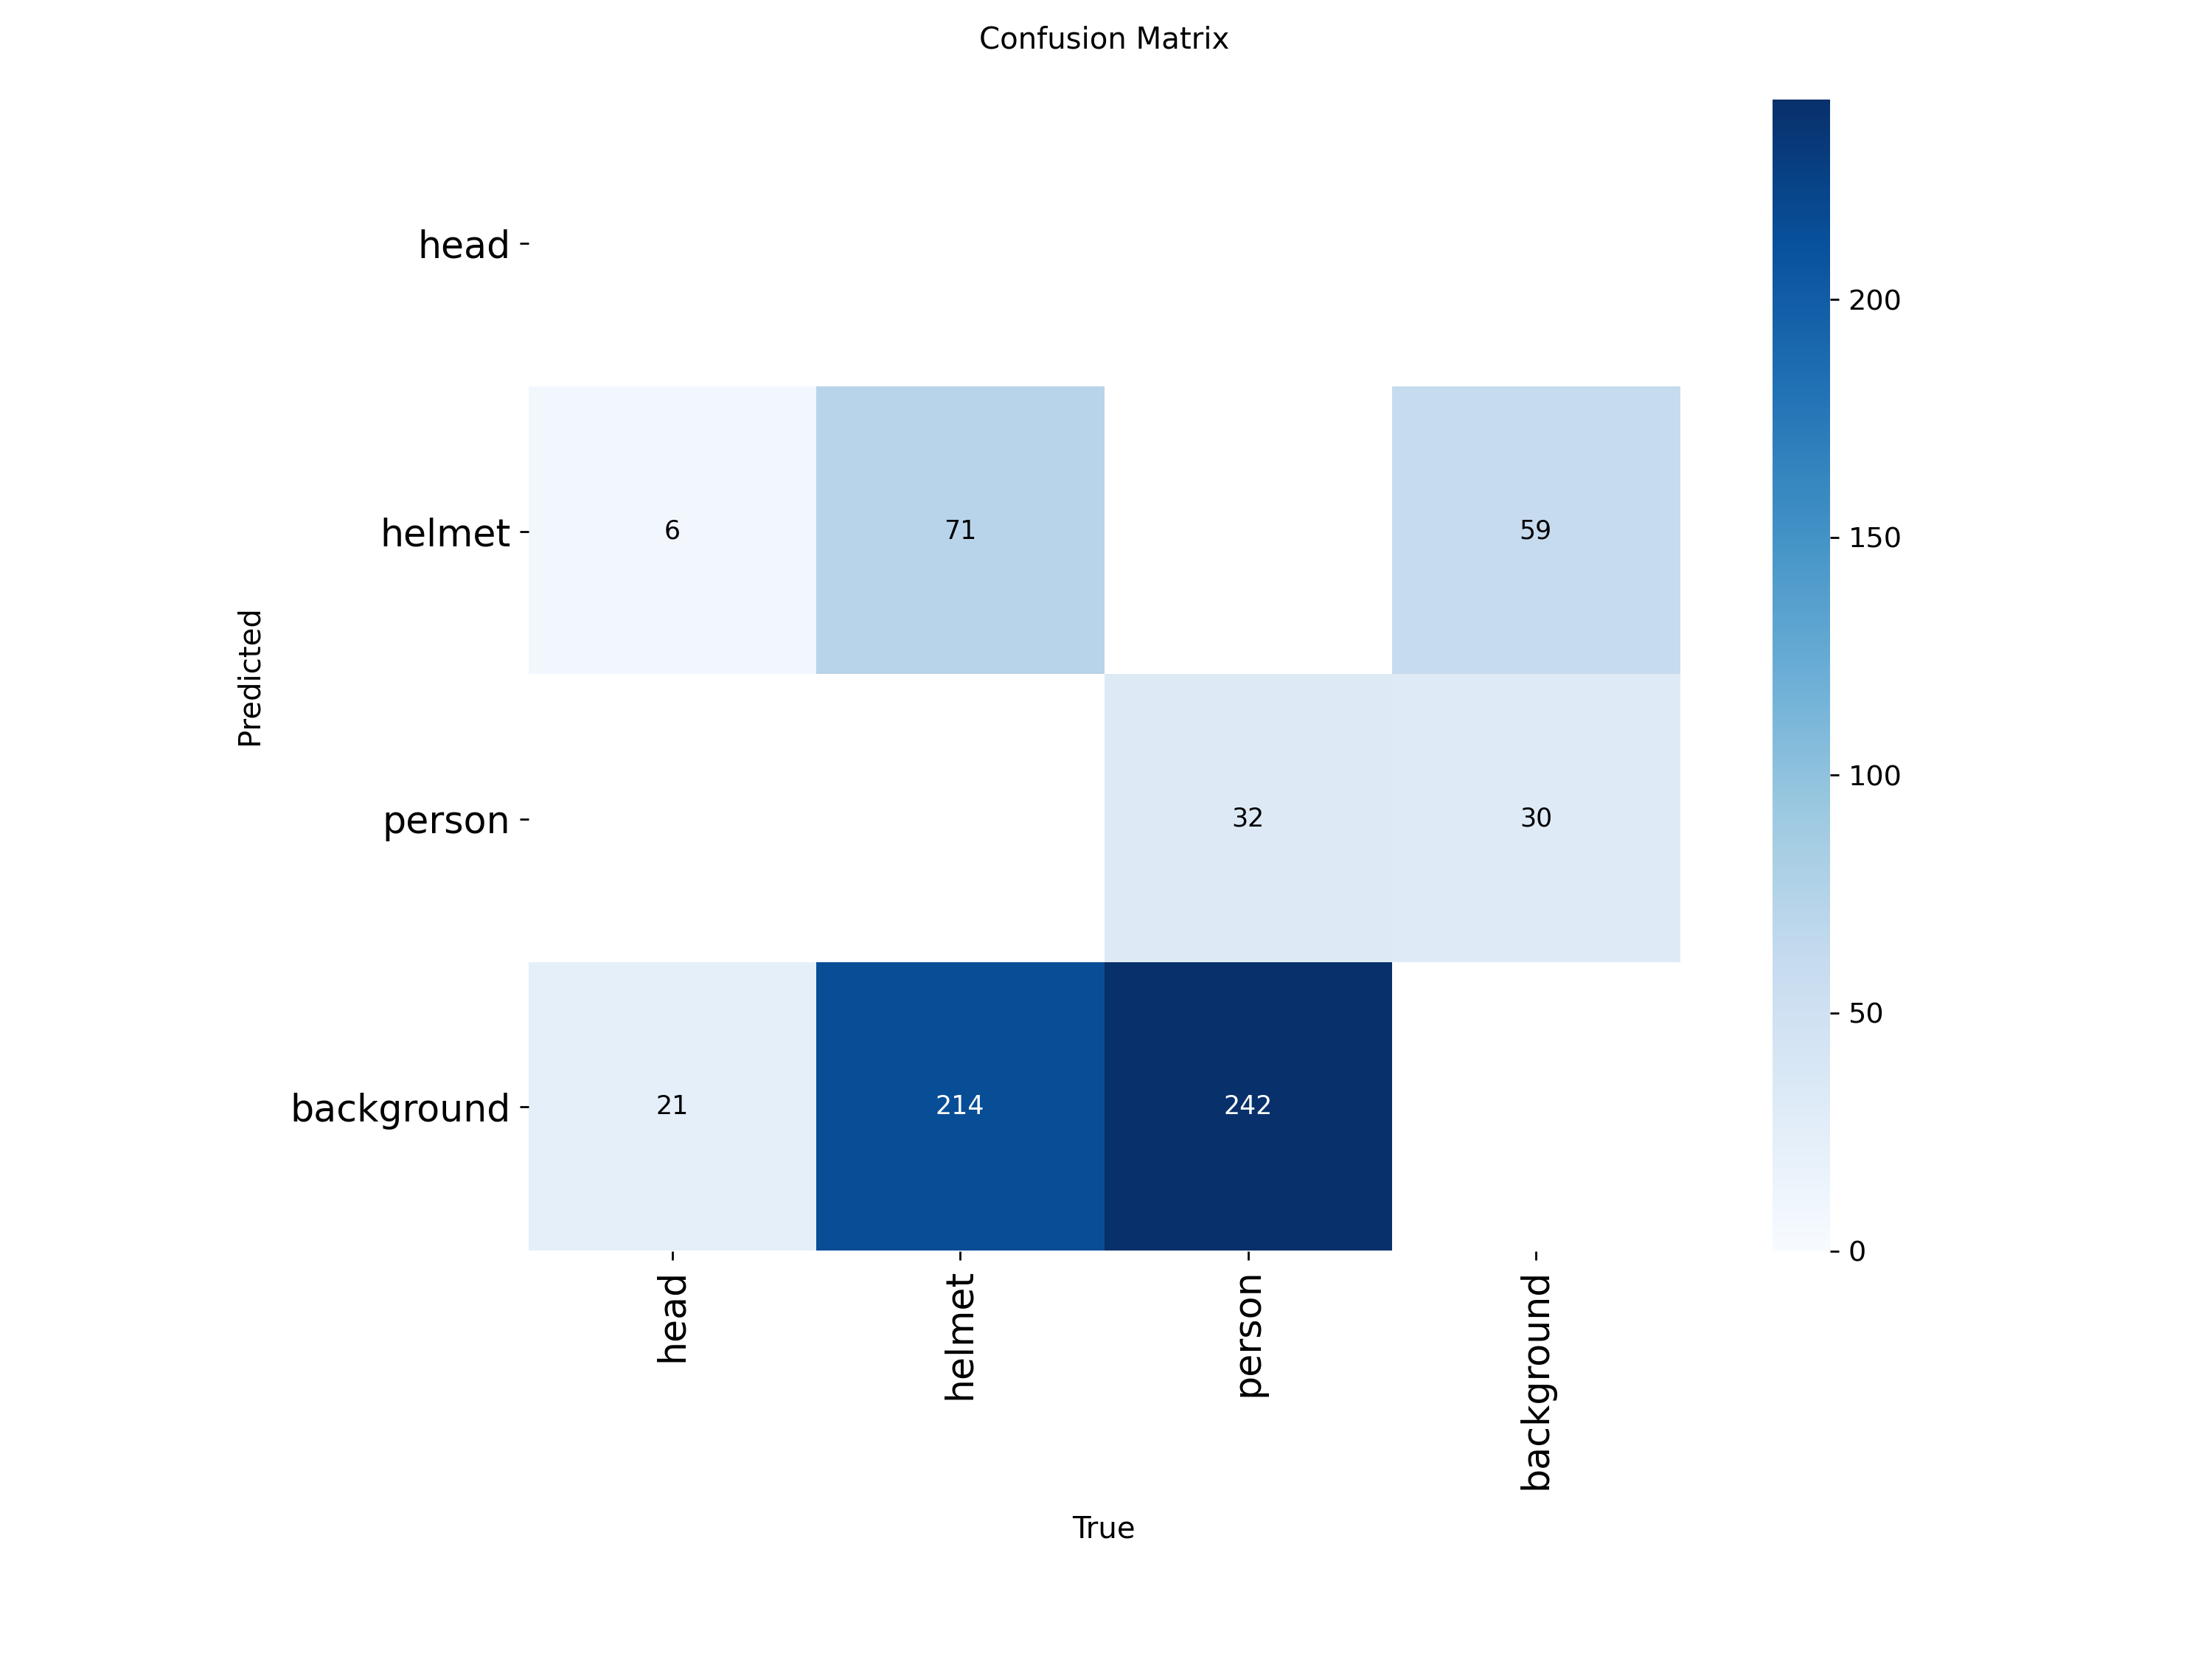 Confusion Matrix
head
helmet
person
background
Predicted
6
71
59
32
30
21
214
242
head
helmet
person
background
True
200
150
100
50
0